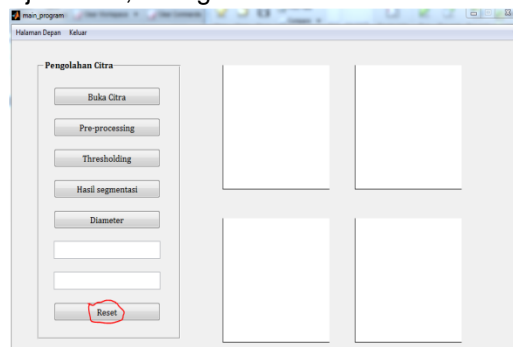 main_program
Halaman Depan Keluar
Pengolahan Citra
Buka Citra
Pre-processing
Thresholding
Hasil segmentasi
Diameter
Reset